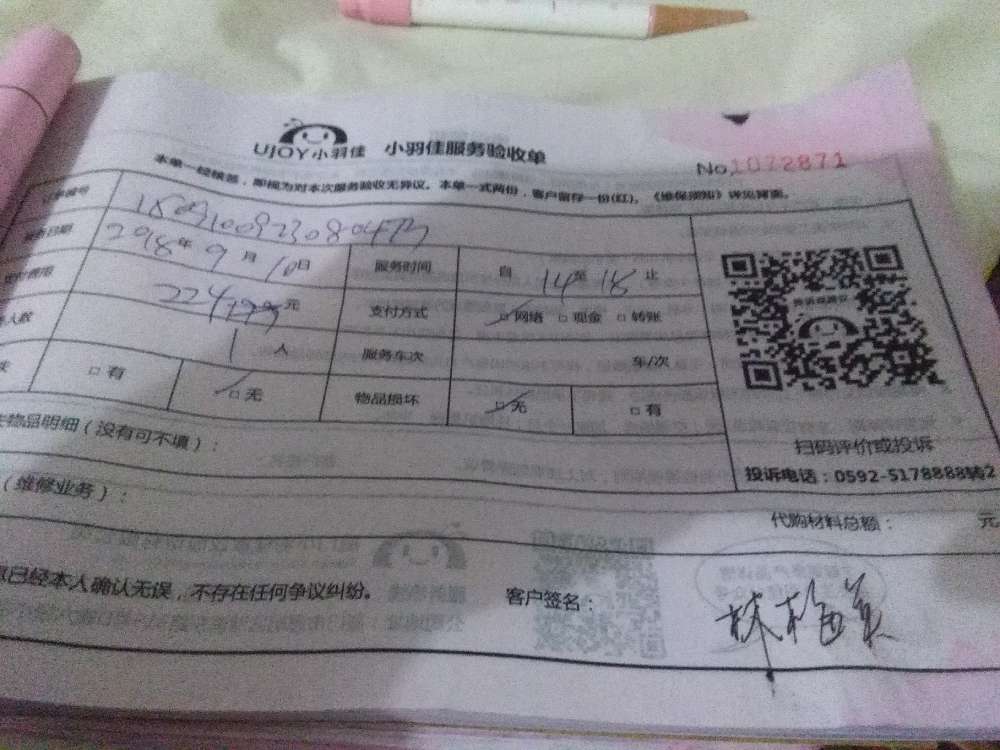 UJOY小羽佳 小羽佳服务验收单
No.1072871
本单一经镜签,即视为对本次服务验收无异议。本单一式两份,客户留存一份(红)。《维保须知》详见背面。
2018年9月10日 服务时间 自 14 至 18 止
224 元 支付方式 □网络 □现金 □转账
1 人 服务车次 车/次
□有 □无 物品损坏 □无 □有
扫码评价或投诉
物品明细(没有可不填):
投诉电话:0592-5178888转2
(维修业务):
代购材料总额: 元
已经本人确认无误,不存在任何争议纠纷。 客户签名: